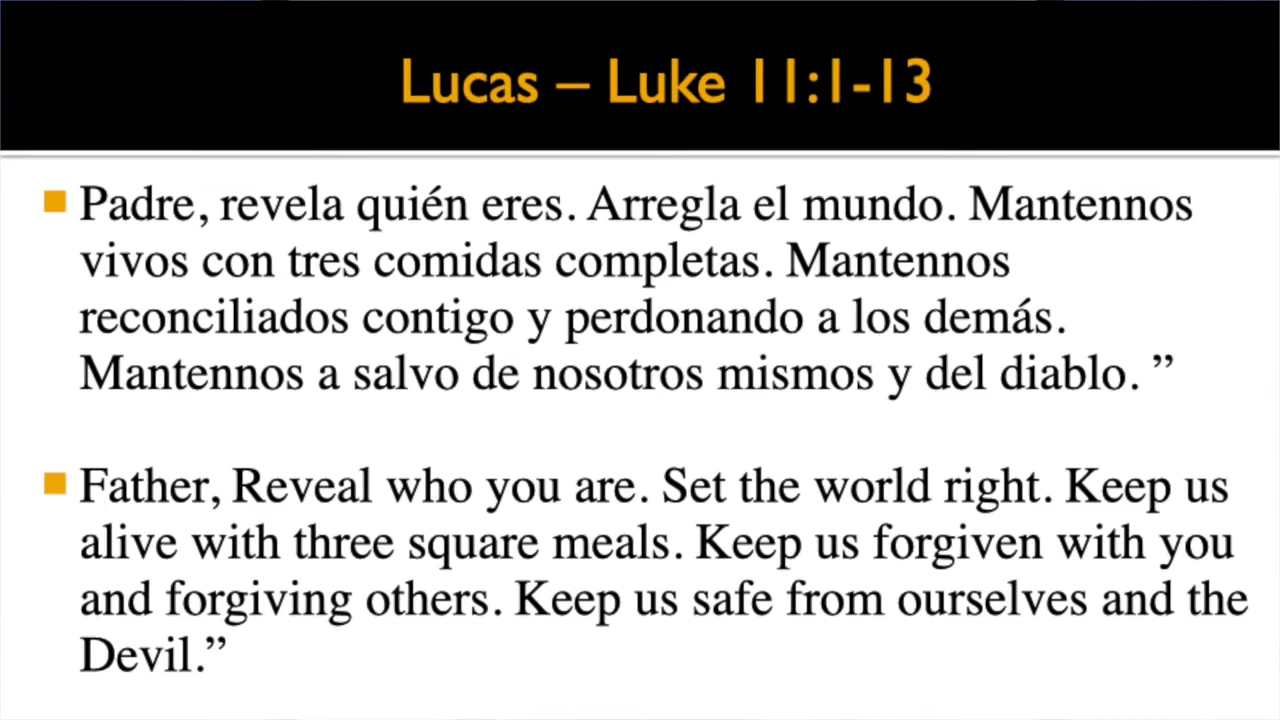 Lucas – Luke 11:1-13
Padre, revela quién eres. Arregla el mundo. Mantennos
vivos con tres comidas completas. Mantennos
reconciliados contigo y perdonando a los demás.
Mantennos a salvo de nosotros mismos y del diablo. ”
Father, Reveal who you are. Set the world right. Keep us
alive with three square meals. Keep us forgiven with you
and forgiving others. Keep us safe from ourselves and the
Devil.”